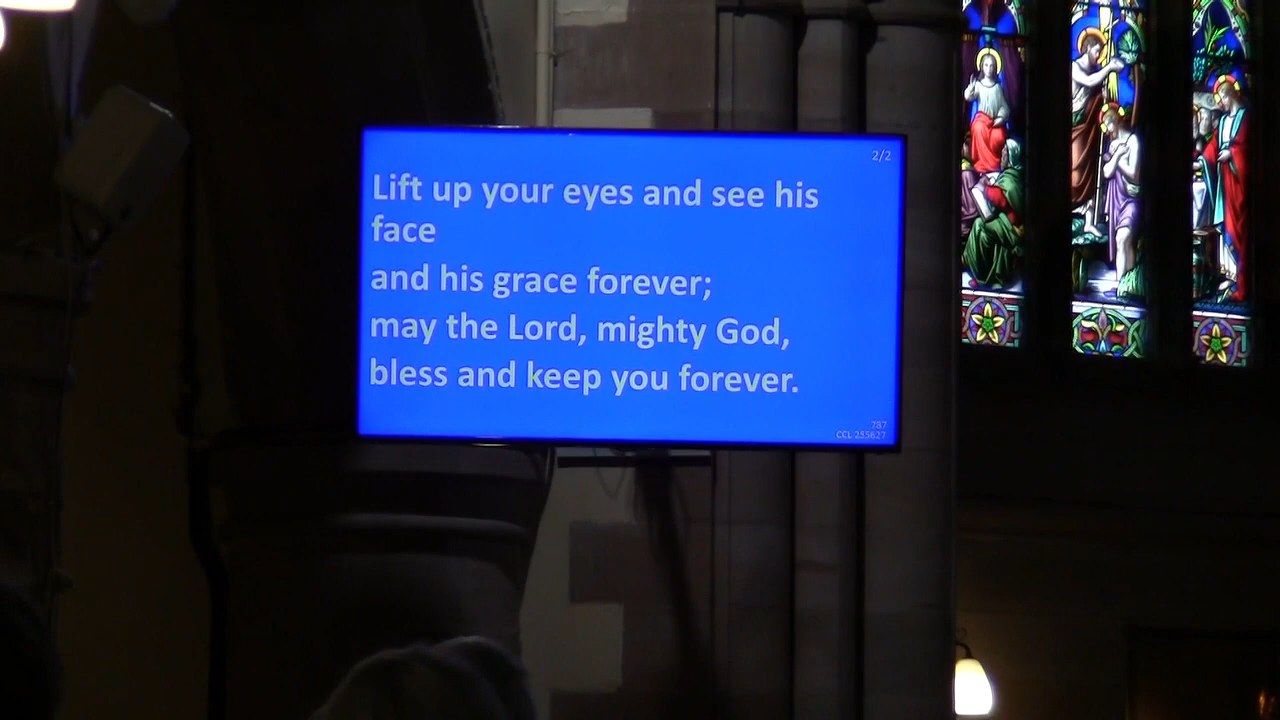 2/2
Lift up your eyes and see his
face
and his grace forever;
may the Lord, mighty God,
bless and keep you forever.
787
CCL 255627